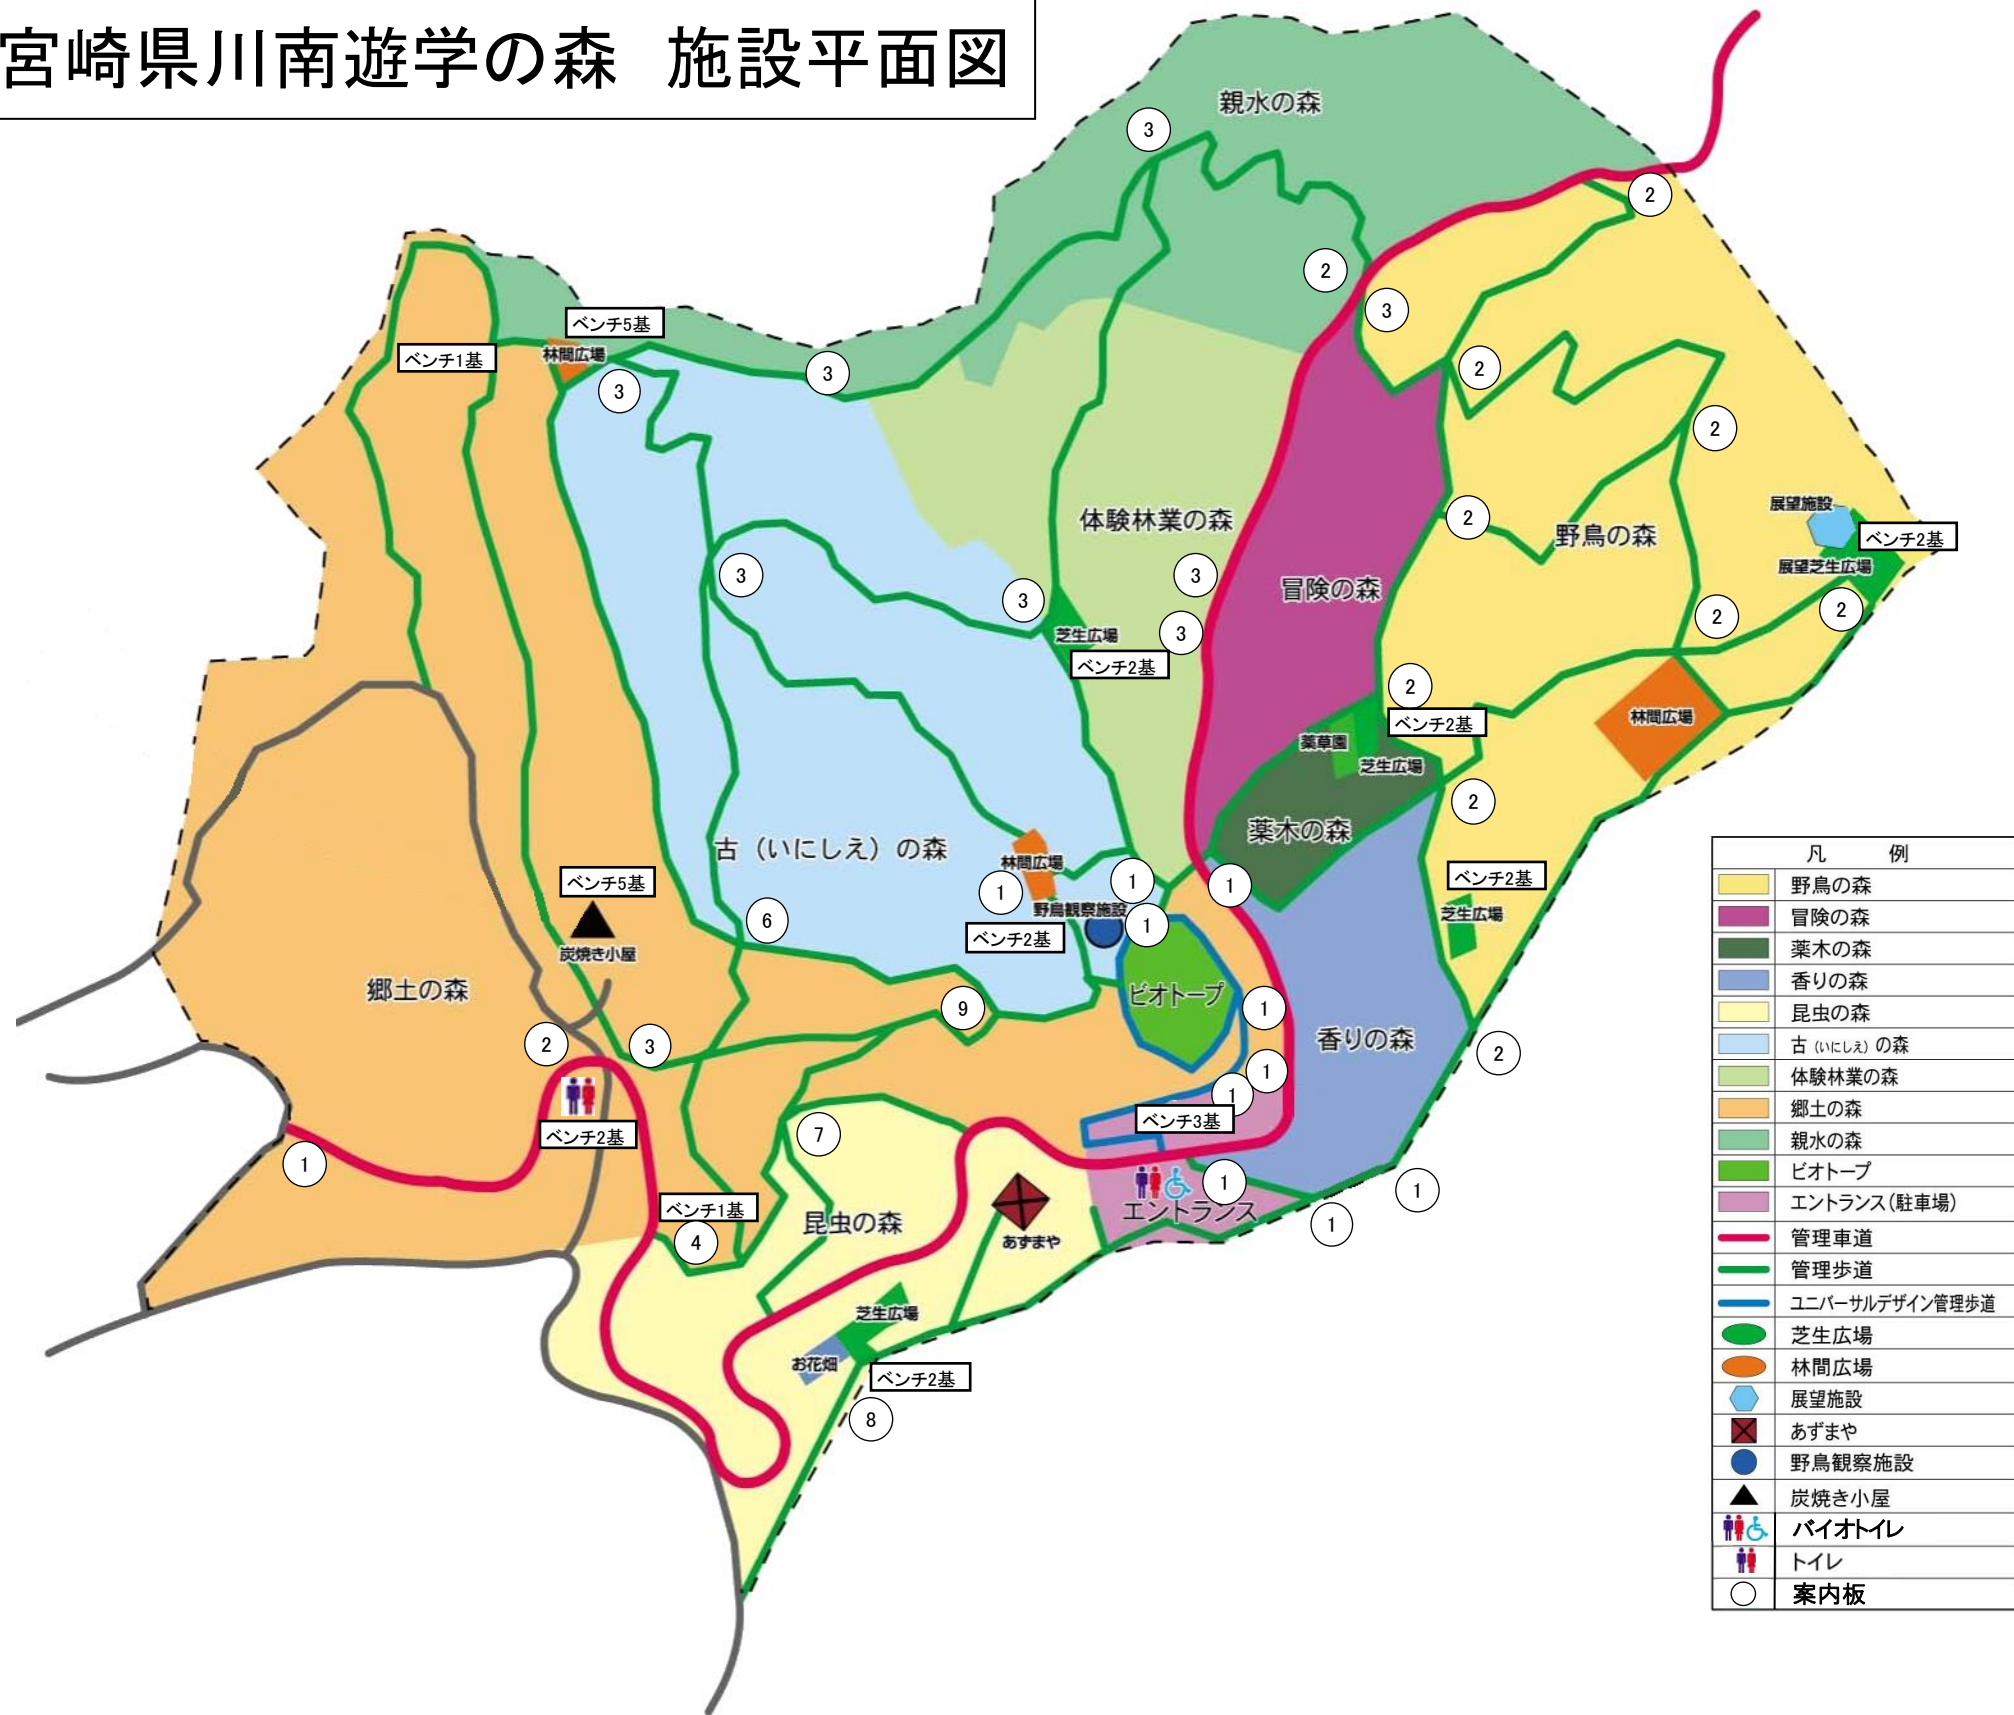 宮崎県川南遊学の森　施設平面図
親水の森
3
2
2
3
ベンチ5基
林間広場
ベンチ1基
3
3
2
2
体験林業の森
2
野鳥の森
展望施設
ベンチ2基
展望芝生広場
3
3
3
冒険の森
2
2
芝生広場
3
ベンチ2基
2
ベンチ2基
林間広場
薬草園
芝生広場
2
薬木の森
古（いにしえ）の森
林間広場
1
1
1
野鳥観察施設
1
ベンチ2基
ベンチ5基
炭焼き小屋
6
ベンチ2基
芝生広場
郷土の森
ビオトープ
9
1
香りの森
2
3
1
1
2
ベンチ3基
ベンチ2基
7
1
1
1
1
エントランス
ベンチ1基
4
昆虫の森
あずまや
芝生広場
お花畑
ベンチ2基
8
凡　例
野鳥の森
冒険の森
薬木の森
香りの森
昆虫の森
古（いにしえ）の森
体験林業の森
郷土の森
親水の森
ビオトープ
エントランス（駐車場）
管理車道
管理歩道
ユニバーサルデザイン管理歩道
芝生広場
林間広場
展望施設
あずまや
野鳥観察施設
炭焼き小屋
バイオトイレ
トイレ
案内板